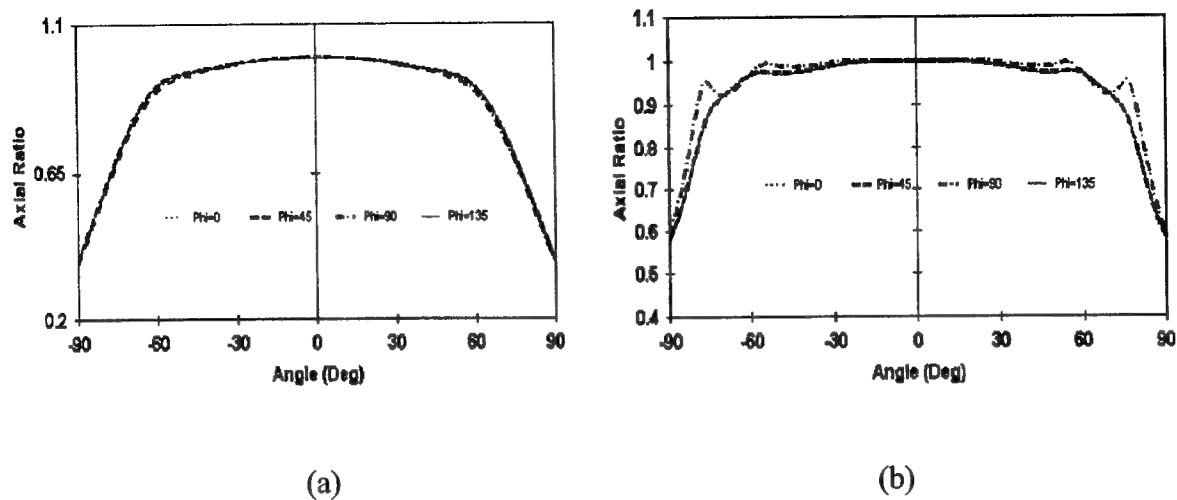 1.1
0.65
0.2
Axial Ratio
Phi=0 Phi=45 Phi=90 Phi=135
-90 -60 -30 0 30 60 90
Angle (Deg)
(a)
1.1
1
0.9
0.8
0.7
0.6
0.5
0.4
Axial Ratio
Phi=0 Phi=45 Phi=90 Phi=135
-90 -60 -30 0 30 60 90
Angle (Deg)
(b)